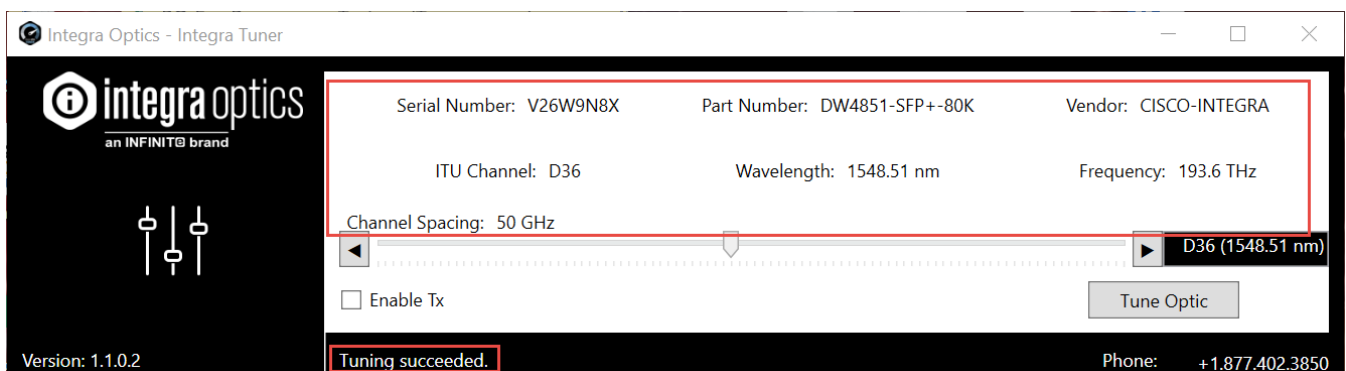 Integra Optics - Integra Tuner
integra optics
an INFINIT@ brand
Serial Number: V26W9N8X Part Number: DW4851-SFP+-80K Vendor: CISCO-INTEGRA
ITU Channel: D36 Wavelength: 1548.51 nm Frequency: 193.6 THz
Channel Spacing: 50 GHz
D36 (1548.51 nm)
Enable Tx Tune Optic
Version: 1.1.0.2 Tuning succeeded. Phone: +1.877.402.3850